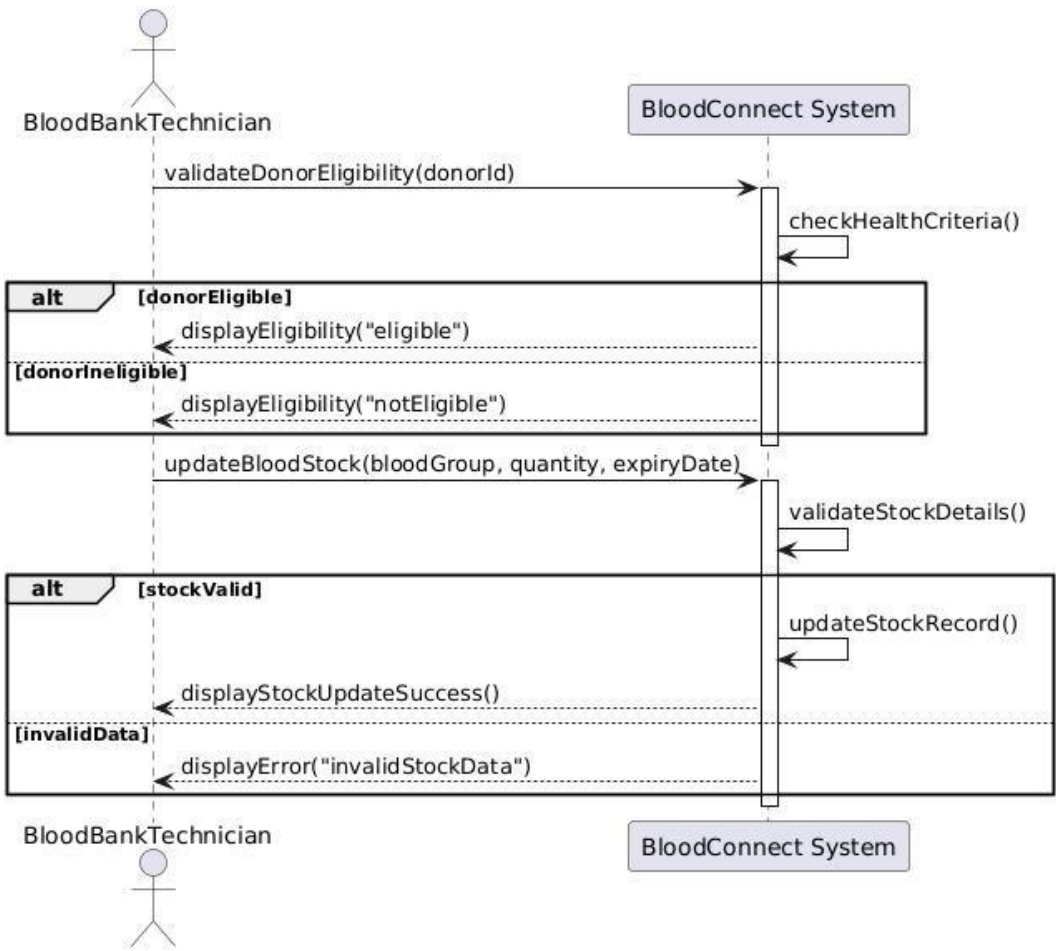 BloodBankTechnician
BloodConnect System
validateDonorEligibility(donorId)
checkHealthCriteria()
alt [donorEligible]
displayEligibility("eligible")
[donorIneligible]
displayEligibility("notEligible")
updateBloodStock(bloodGroup, quantity, expiryDate)
validateStockDetails()
alt [stockValid]
updateStockRecord()
displayStockUpdateSuccess()
[invalidData]
displayError("invalidStockData")
BloodBankTechnician
BloodConnect System